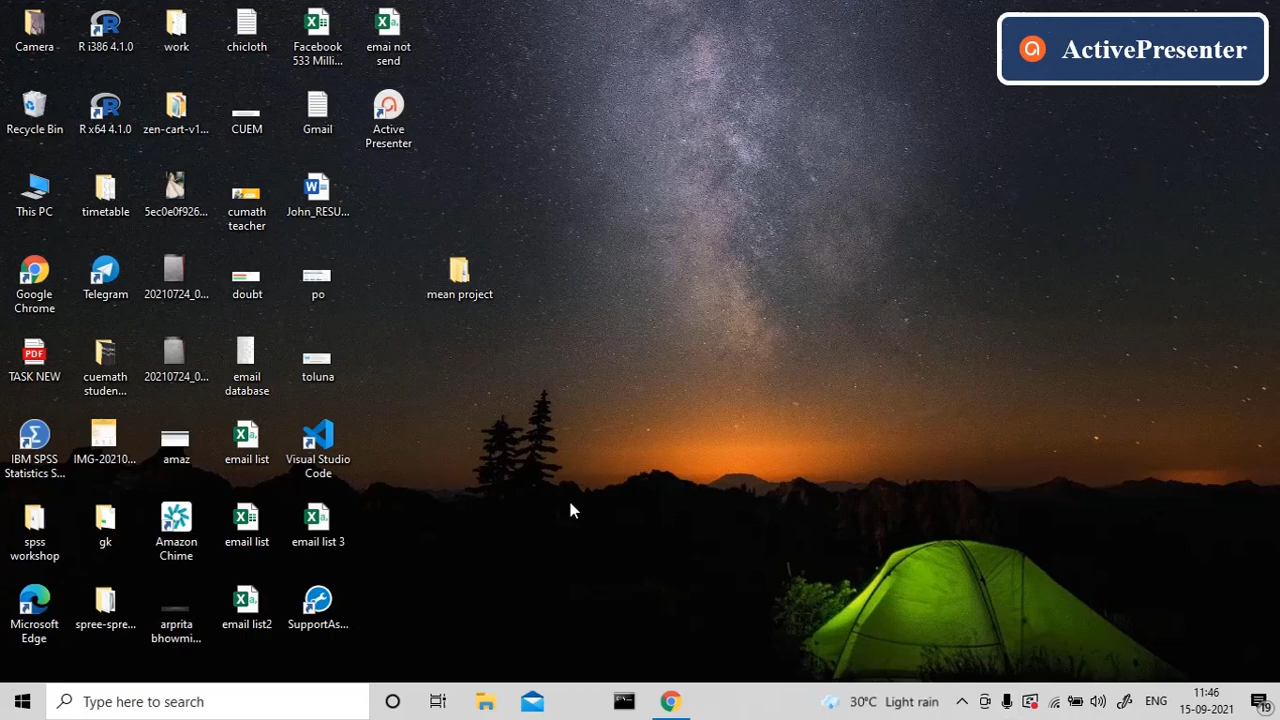 ActivePresenter
Camera
R i386 4.1.0
work
chicloth
Facebook
533 Milli...
emai not
send
Recycle Bin
R x64 4.1.0
zen-cart-v1...
CUEM
Gmail
Active
Presenter
This PC
timetable
5ec0e0f926...
cumath
teacher
John_RESU...
Google
Chrome
Telegram
20210724_0...
doubt
po
mean project
PDF
TASK NEW
cuemath
studen...
20210724_0...
email
database
toluna
IBM SPSS
Statistics S...
IMG-20210...
amaz
email list
Visual Studio
Code
spss
workshop
gk
Amazon
Chime
email list
email list 3
Microsoft
Edge
spree-spre...
arprita
bhowmi...
email list2
SupportAs...
Type here to search
30°C Light rain
ENG
11:46
15-09-2021
19